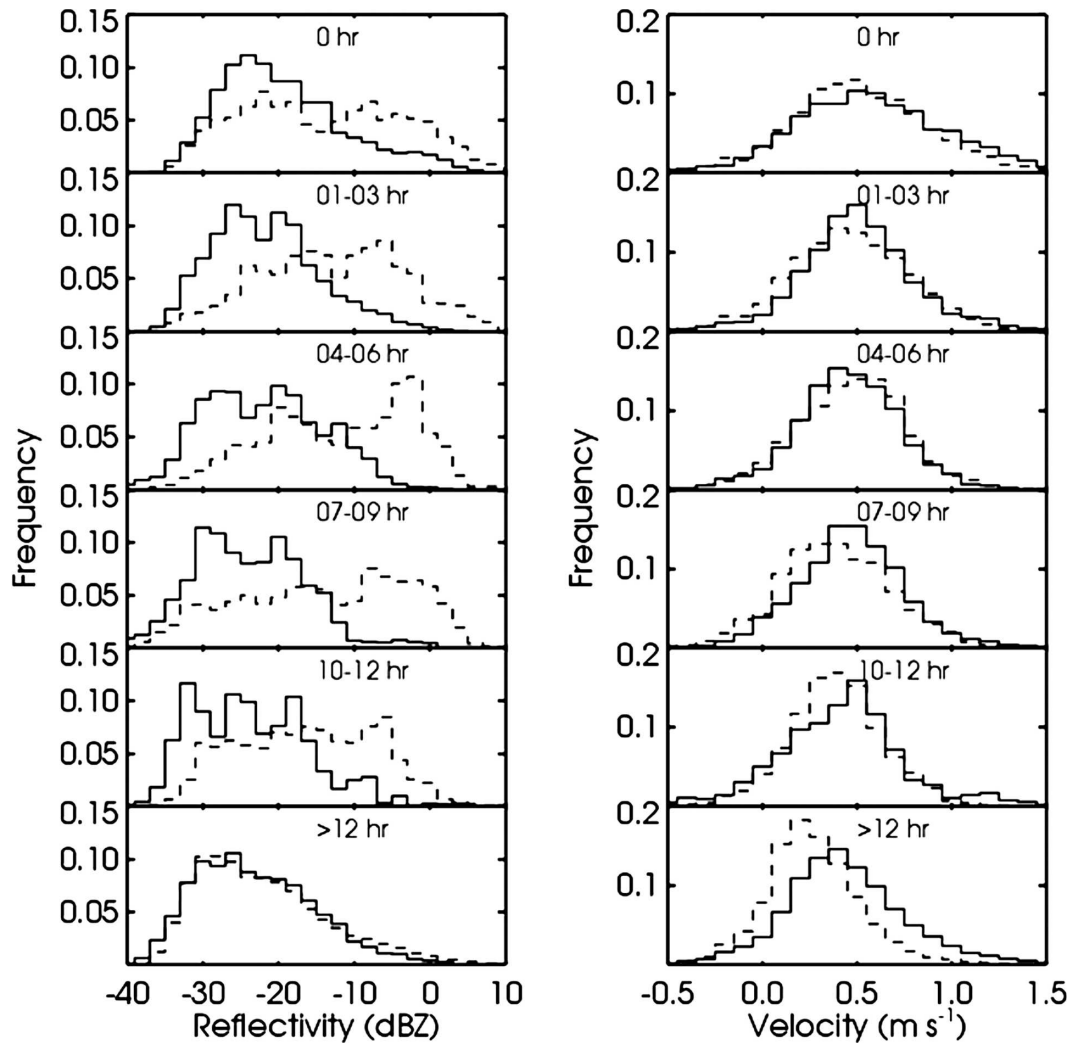 0.15
0.10
0.05
0 hr
0.15
0.10
0.05
01-03 hr
0.15
0.10
0.05
04-06 hr
0.15
0.10
0.05
07-09 hr
0.15
0.10
0.05
10-12 hr
0.15
0.10
0.05
>12 hr
-40 -30 -20 -10 0 10
Reflectivity (dBZ)
Frequency
0.2
0.1
0 hr
0.2
0.1
01-03 hr
0.2
0.1
04-06 hr
0.2
0.1
07-09 hr
0.2
0.1
10-12 hr
0.2
0.1
>12 hr
-0.5 0.0 0.5 1.0 1.5
Velocity (m s⁻¹)
Frequency